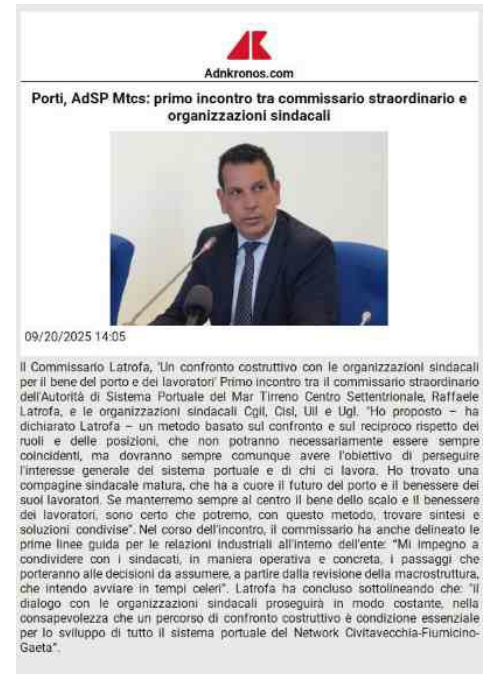 Adnkronos.com
Porti, AdSP Mtcs: primo incontro tra commissario straordinario e
organizzazioni sindacali
09/20/2025 14:05
Il Commissario Latrofa, 'Un confronto costruttivo con le organizzazioni sindacali
per il bene del porto e dei lavoratori' Primo incontro tra il commissario straordinario
dell'Autorità di Sistema Portuale del Mar Tirreno Centro Settentrionale, Raffaele
Latrofa, e le organizzazioni sindacali Cgil, Cisl, Uil e Ugl. "Ho proposto – ha
dichiarato Latrofa – un metodo basato sul confronto e sul reciproco rispetto dei
ruoli e delle posizioni, che non potranno necessariamente essere sempre
coincidenti, ma dovranno sempre comunque avere l'obiettivo di perseguire
l'interesse generale del sistema portuale e di chi ci lavora. Ho trovato una
compagine sindacale matura, che ha a cuore il futuro del porto e il benessere dei
suoi lavoratori. Se manterremo sempre al centro il bene dello scalo e il benessere
dei lavoratori, sono certo che potremo, con questo metodo, trovare sintesi e
soluzioni condivise". Nel corso dell'incontro, il commissario ha anche delineato le
prime linee guida per le relazioni industriali all'interno dell'ente: "Mi impegno a
condividere con i sindacati, in maniera operativa e concreta, i passaggi che
porteranno alle decisioni da assumere, a partire dalla revisione della macrostruttura,
che intendo avviare in tempi celeri". Latrofa ha concluso sottolineando che: "il
dialogo con le organizzazioni sindacali proseguirà in modo costante, nella
consapevolezza che un percorso di confronto costruttivo è condizione essenziale
per lo sviluppo di tutto il sistema portuale del Network Civitavecchia-Fiumicino-
Gaeta".